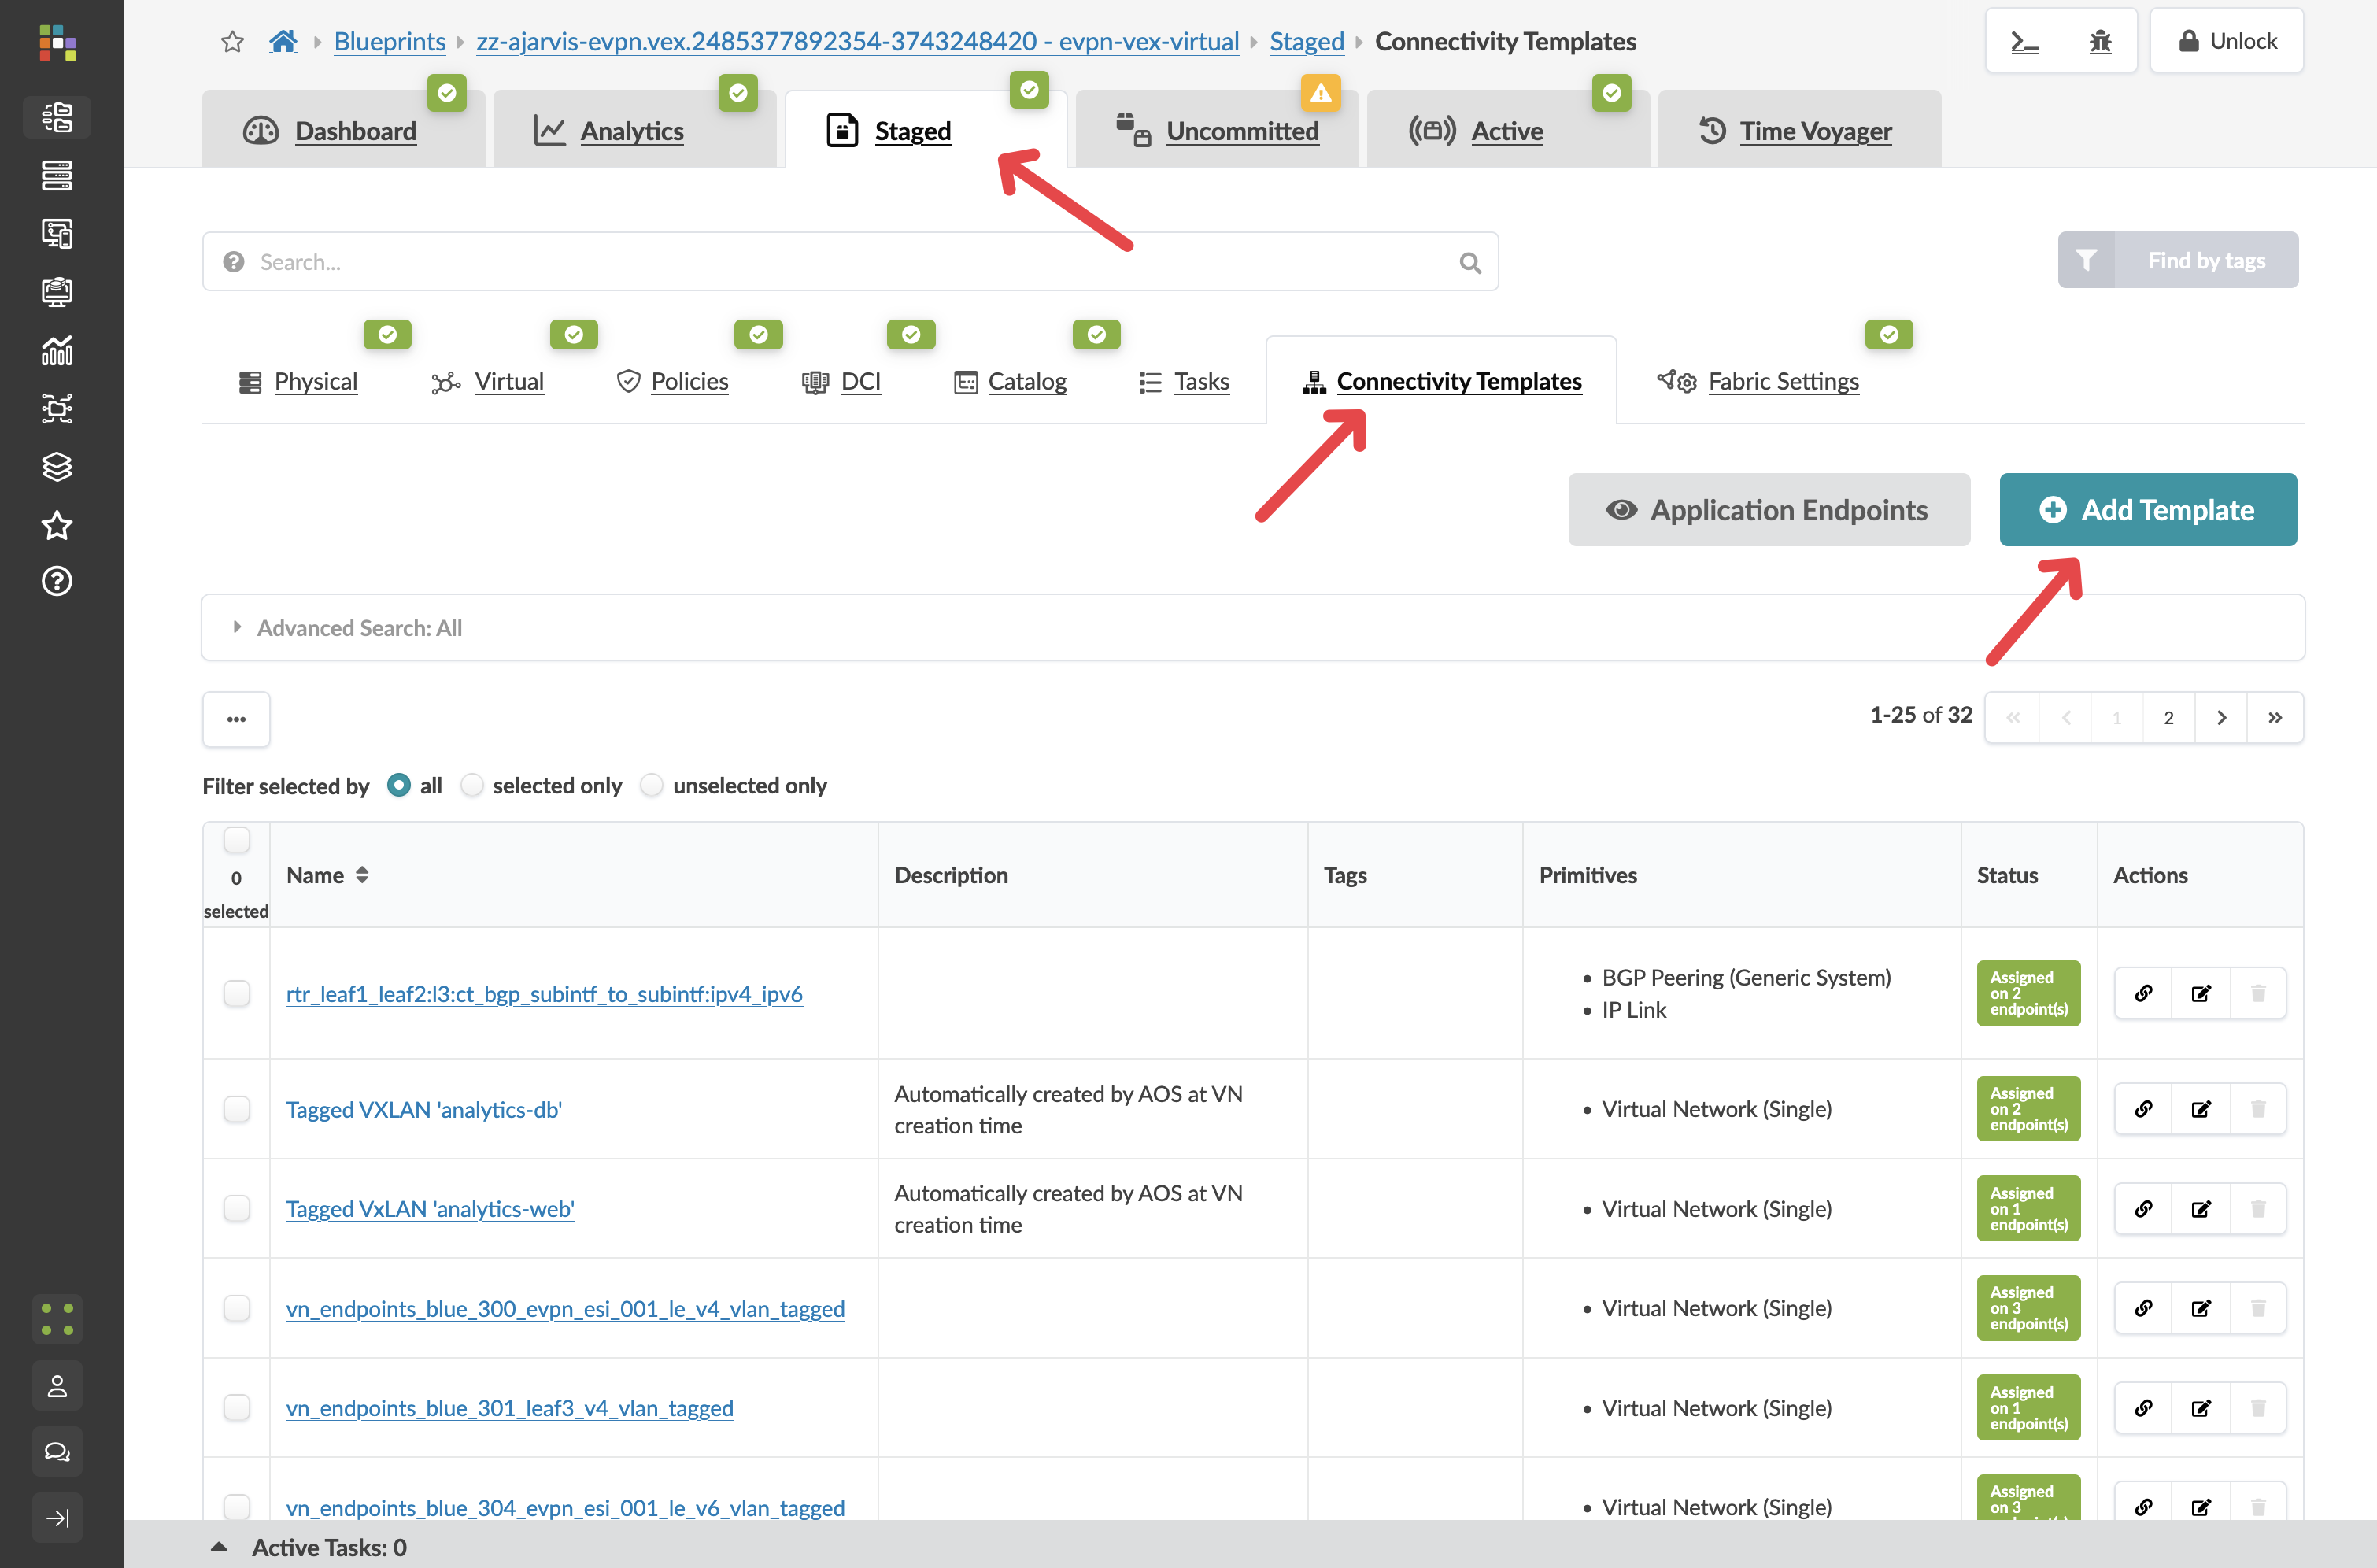 Blueprints zz-ajarvis-evpn.vex.2485377892354-3743248420 - evpn-vex-virtual Staged Connectivity Templates
Unlock
Dashboard
Analytics
Staged
Uncommitted
Active
Time Voyager
Search...
Find by tags
Physical
Virtual
Policies
DCI
Catalog
Tasks
Connectivity Templates
Fabric Settings
Application Endpoints
Add Template
Advanced Search: All
...
1-25 of 32
1
2
Filter selected by all selected only unselected only
0
selected
Name
Description
Tags
Primitives
Status
Actions
rtr_leaf1_leaf2:l3:ct_bgp_subintf_to_subintf:ipv4_ipv6
BGP Peering (Generic System)
IP Link
Assigned
on 2
endpoint(s)
Tagged VXLAN 'analytics-db'
Automatically created by AOS at VN
creation time
Virtual Network (Single)
Assigned
on 2
endpoint(s)
Tagged VxLAN 'analytics-web'
Automatically created by AOS at VN
creation time
Virtual Network (Single)
Assigned
on 1
endpoint(s)
vn_endpoints_blue_300_evpn_esi_001_le_v4_vlan_tagged
Virtual Network (Single)
Assigned
on 3
endpoint(s)
vn_endpoints_blue_301_leaf3_v4_vlan_tagged
Virtual Network (Single)
Assigned
on 1
endpoint(s)
vn_endpoints_blue_304_evpn_esi_001_le_v6_vlan_tagged
Virtual Network (Single)
Assigned
on 3
Active Tasks: 0